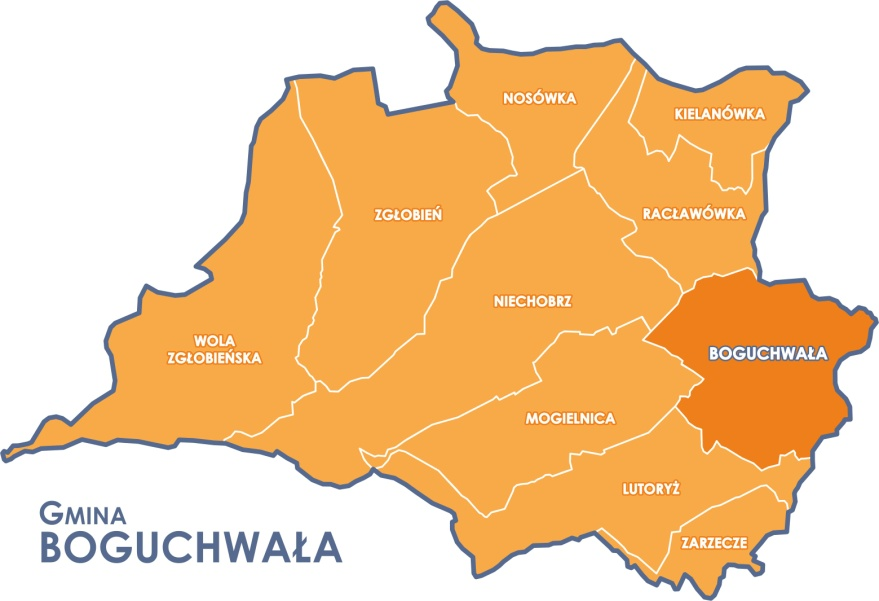 NOSÓWKA
KIELANÓWKA
ZGŁOBIEŃ
RACŁAWÓWKA
NIECHOBRZ
WOLA
ZGŁOBIEŃSKA
BOGUCHWAŁA
MOGIELNICA
LUTORYŻ
ZARZECZE
GMINA
BOGUCHWAŁA